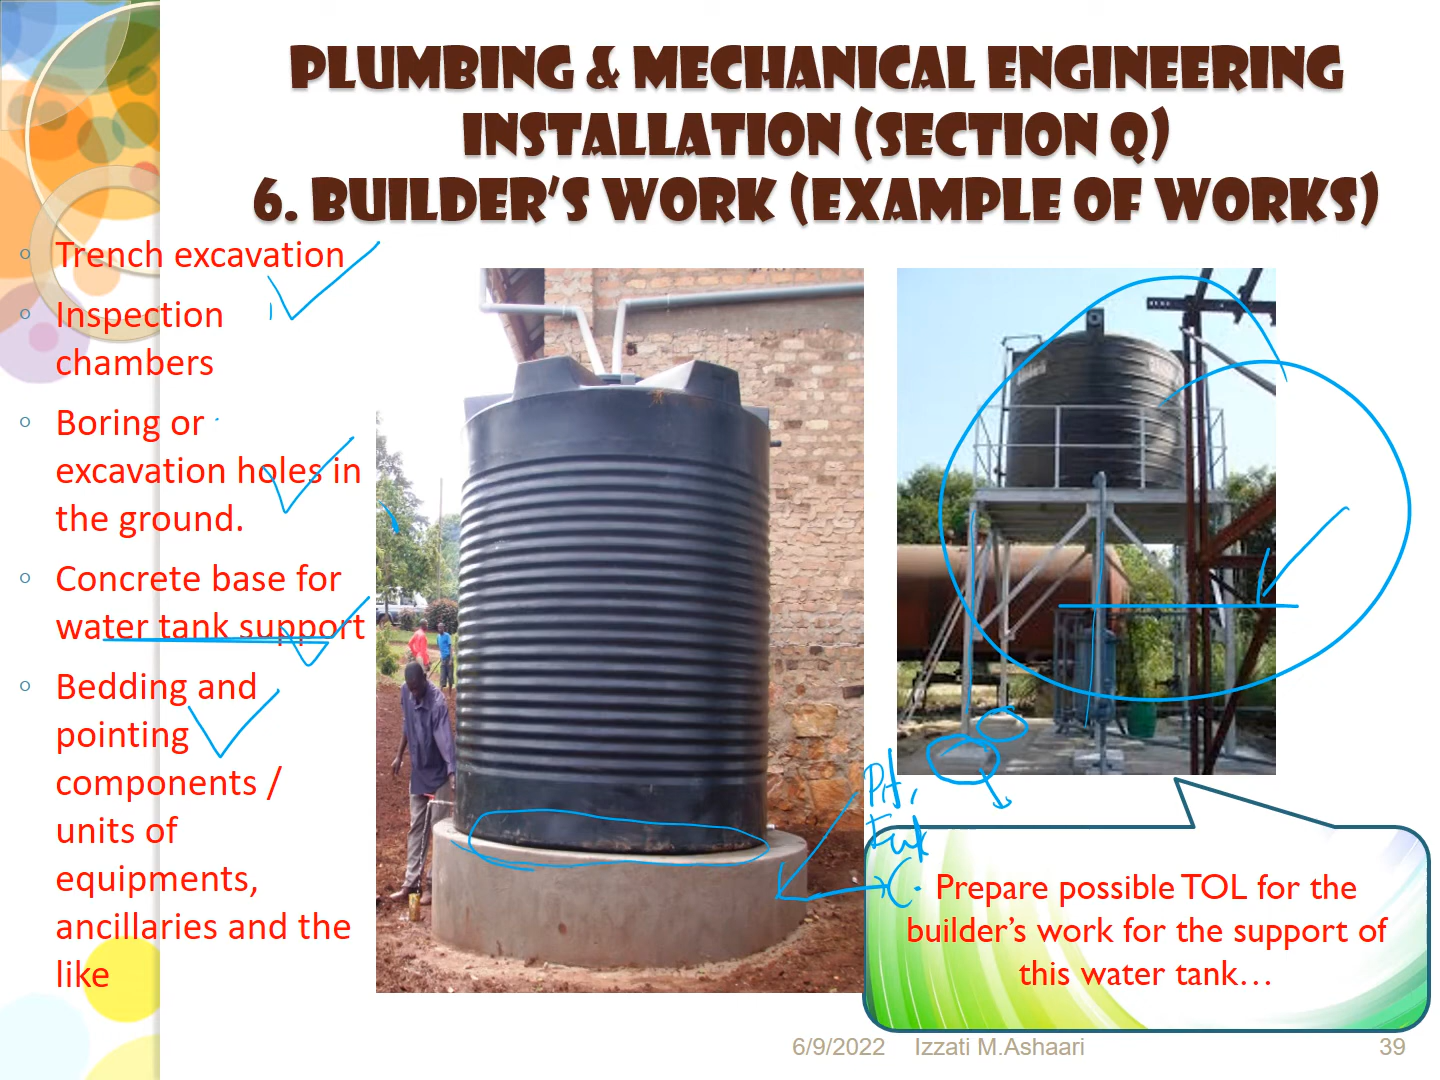 PLUMBING & MECHANICAL ENGINEERING
INSTALLATION (SECTION Q)
6. BUILDER'S WORK (EXAMPLE OF WORKS)
Trench excavation
Inspection
chambers
Boring or
excavation holes in
the ground.
Concrete base for
water tank support
Bedding and
pointing
components /
units of
equipments,
ancillaries and the
like
Prepare possible TOL for the
builder's work for the support of
this water tank...
6/9/2022 Izzati M.Ashaari 39